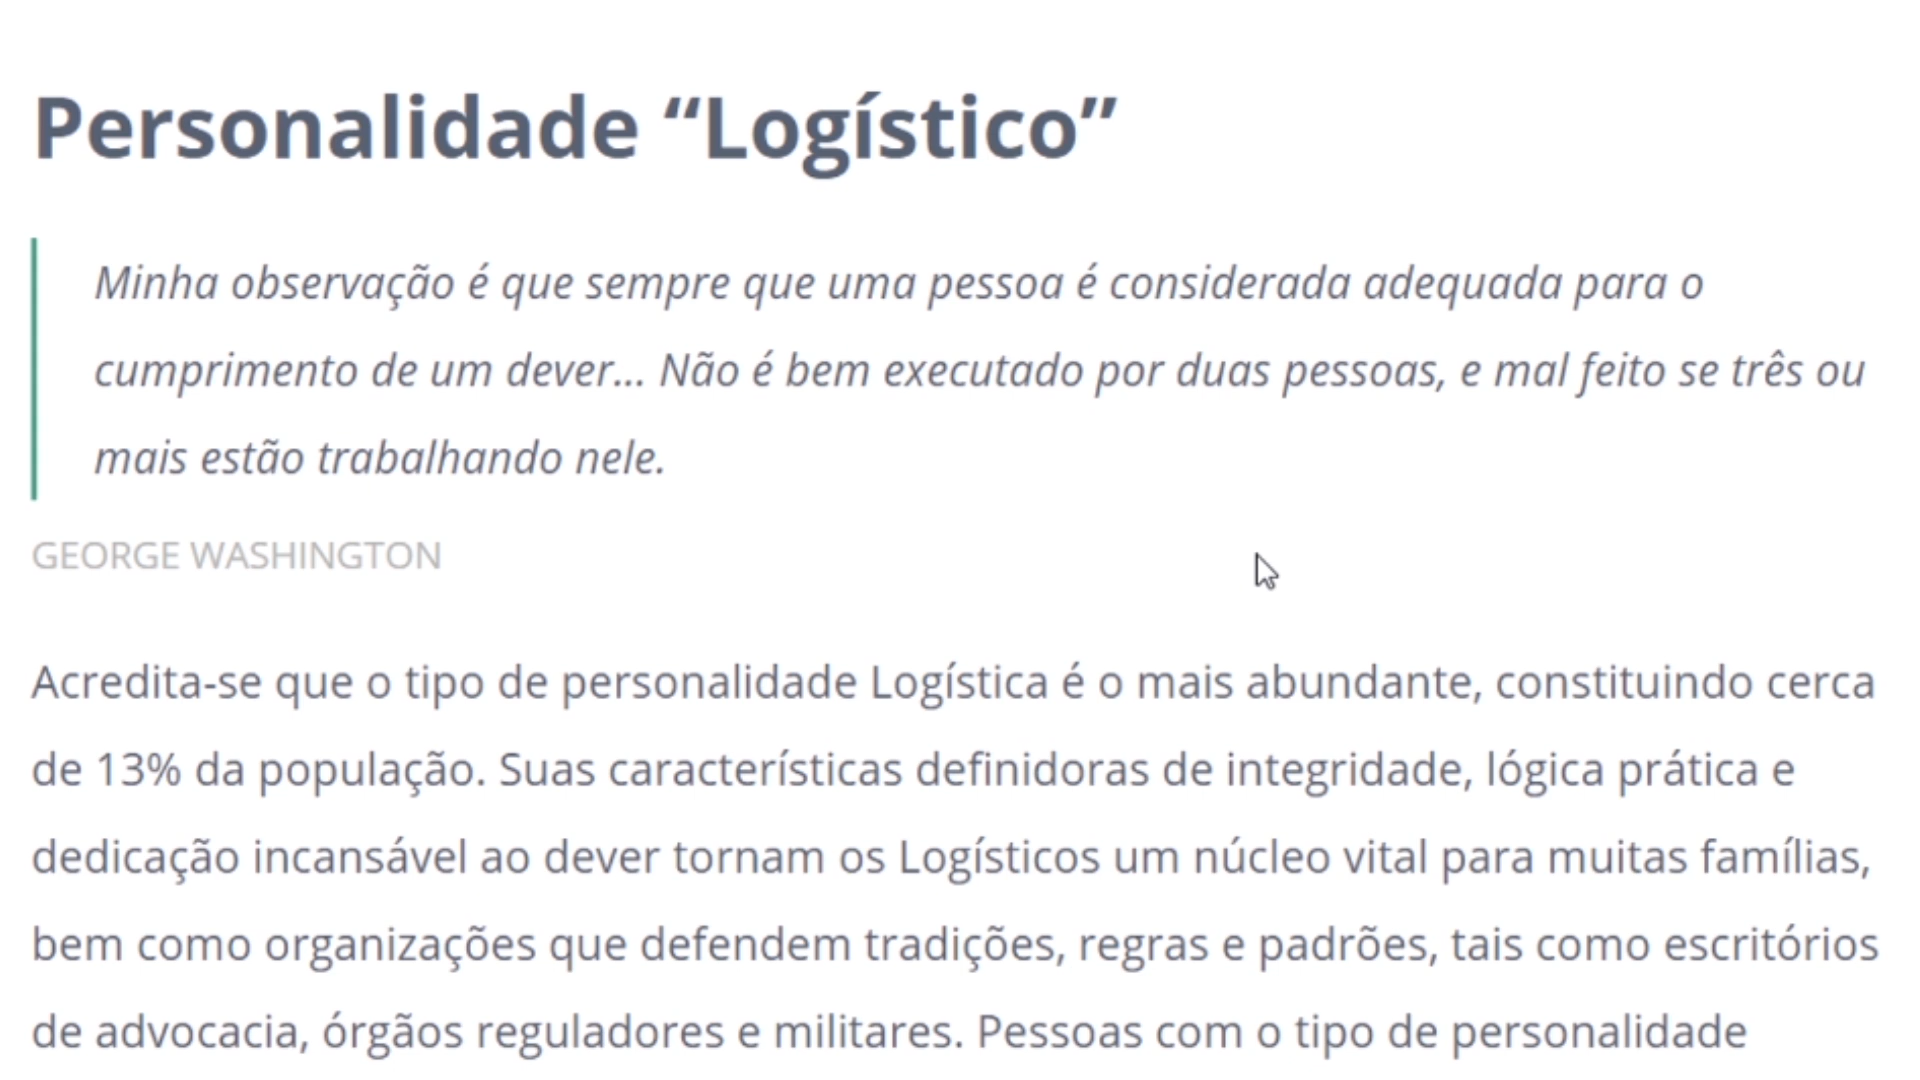 Personalidade “Logístico”
Minha observação é que sempre que uma pessoa é considerada adequada para o
cumprimento de um dever... Não é bem executado por duas pessoas, e mal feito se três ou
mais estão trabalhando nele.
GEORGE WASHINGTON
Acredita-se que o tipo de personalidade Logística é o mais abundante, constituindo cerca
de 13% da população. Suas características definidoras de integridade, lógica prática e
dedicação incansável ao dever tornam os Logísticos um núcleo vital para muitas famílias,
bem como organizações que defendem tradições, regras e padrões, tais como escritórios
de advocacia, órgãos reguladores e militares. Pessoas com o tipo de personalidade